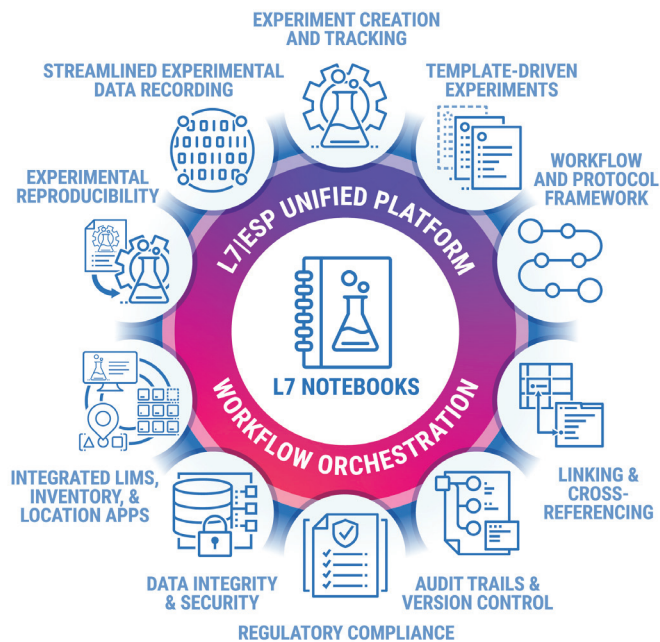 EXPERIMENT CREATION
AND TRACKING
STREAMLINED EXPERIMENTAL
DATA RECORDING
TEMPLATE-DRIVEN
EXPERIMENTS
EXPERIMENTAL
REPRODUCIBILITY
WORKFLOW
AND PROTOCOL
FRAMEWORK
L7|ESP UNIFIED PLATFORM
L7 NOTEBOOKS
WORKFLOW ORCHESTRATION
INTEGRATED LIMS,
INVENTORY, &
LOCATION APPS
LINKING &
CROSS-
REFERENCING
DATA INTEGRITY
& SECURITY
AUDIT TRAILS &
VERSION CONTROL
REGULATORY COMPLIANCE